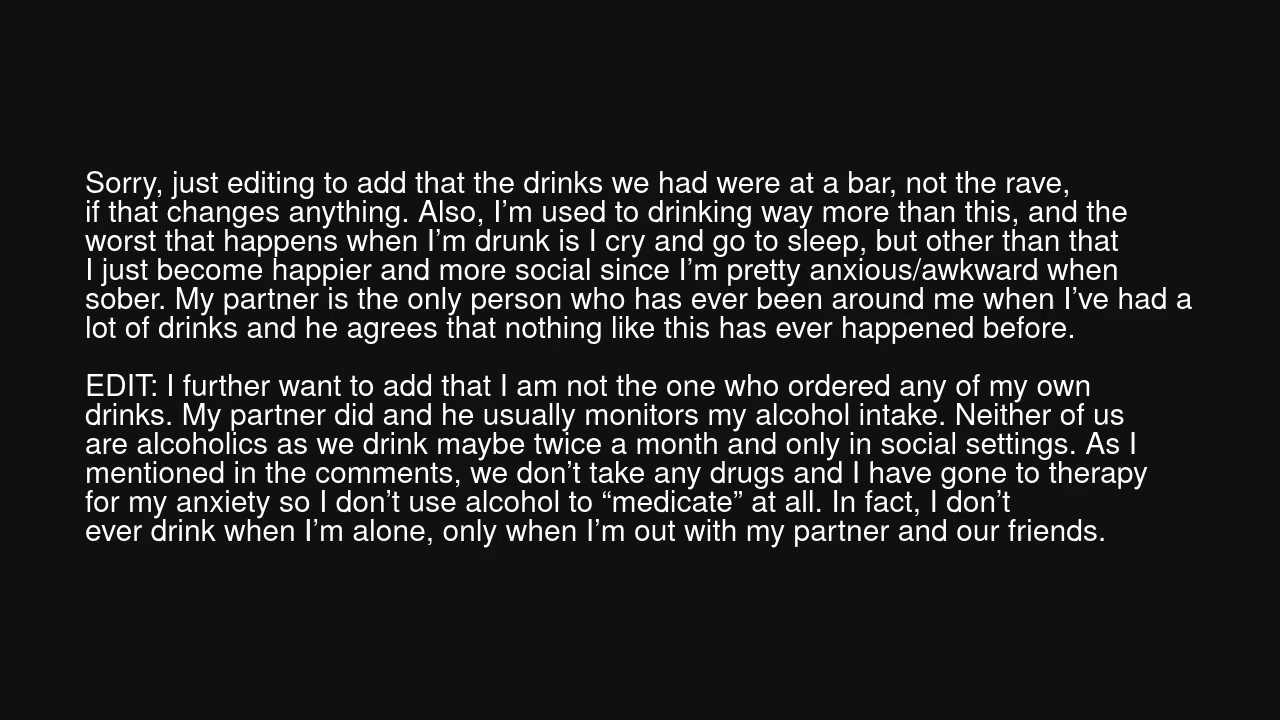 Sorry, just editing to add that the drinks we had were at a bar, not the rave,
if that changes anything. Also, I’m used to drinking way more than this, and the
worst that happens when I’m drunk is I cry and go to sleep, but other than that
I just become happier and more social since I’m pretty anxious/awkward when
sober. My partner is the only person who has ever been around me when I’ve had a
lot of drinks and he agrees that nothing like this has ever happened before.

EDIT: I further want to add that I am not the one who ordered any of my own
drinks. My partner did and he usually monitors my alcohol intake. Neither of us
are alcoholics as we drink maybe twice a month and only in social settings. As I
mentioned in the comments, we don’t take any drugs and I have gone to therapy
for my anxiety so I don’t use alcohol to “medicate” at all. In fact, I don’t
ever drink when I’m alone, only when I’m out with my partner and our friends.